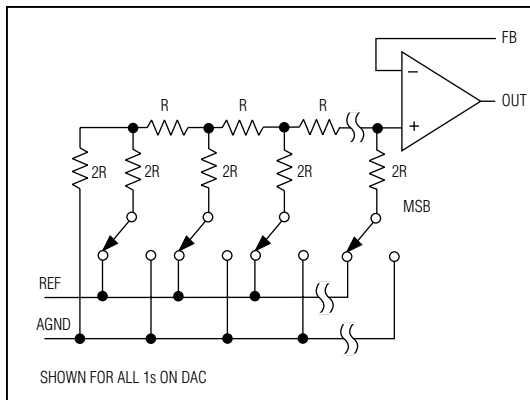 FB
−
OUT
+
R
R
R
2R
2R
2R
2R
2R
MSB
REF
AGND
SHOWN FOR ALL 1s ON DAC